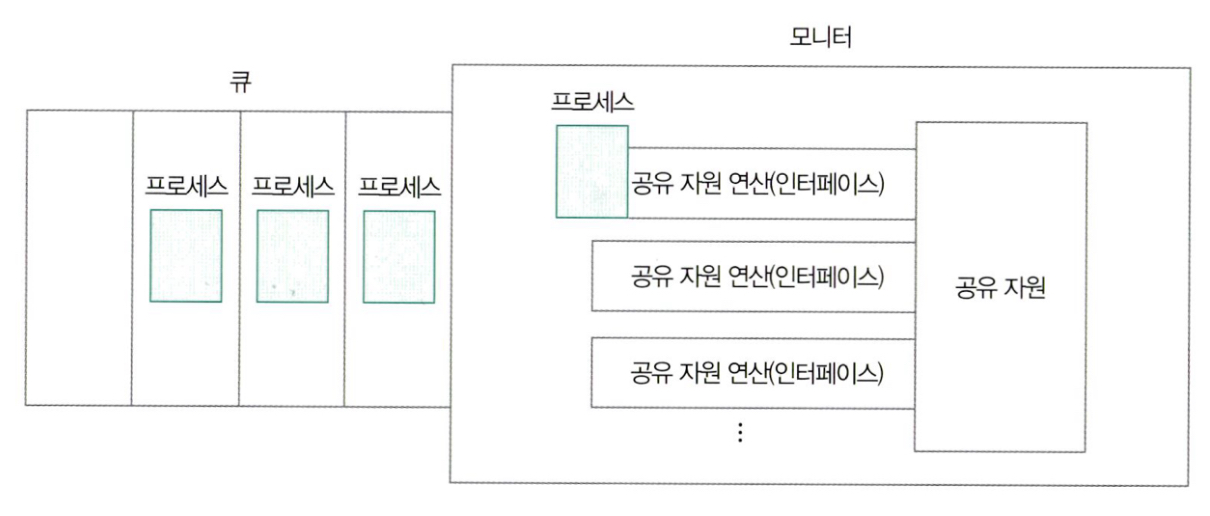 모니터
큐
프로세스
프로세스 프로세스 프로세스
공유 자원 연산(인터페이스)
공유 자원 연산(인터페이스)
공유 자원
공유 자원 연산(인터페이스)
⋮